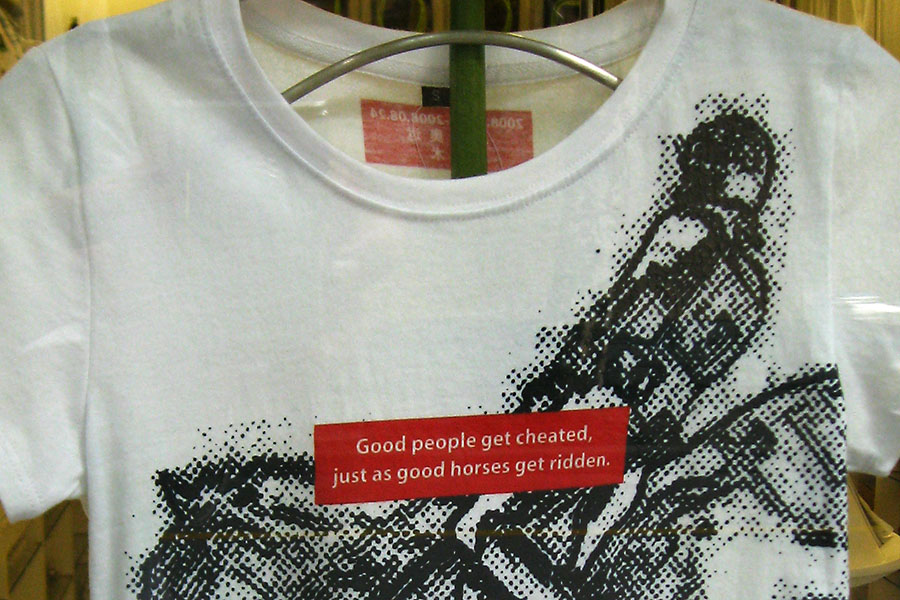 S
Good people get cheated,
just as good horses get ridden.